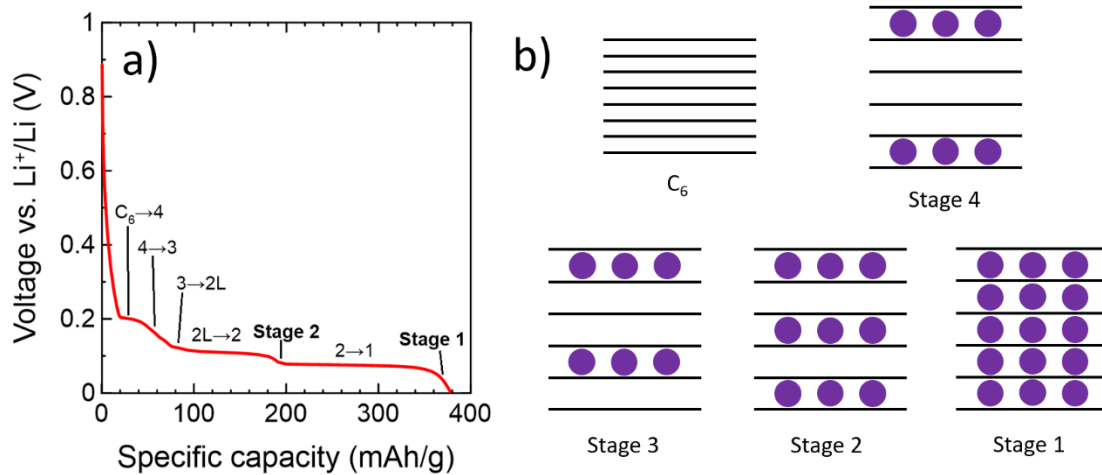 a)
Voltage vs. Li⁺/Li (V)
1
0.8
0.6
0.4
0.2
0
C₆→4
4→3
3→2L
2L→2
Stage 2
2→1
Stage 1
0 100 200 300 400
Specific capacity (mAh/g)
b)
C₆
Stage 4
Stage 3 Stage 2 Stage 1